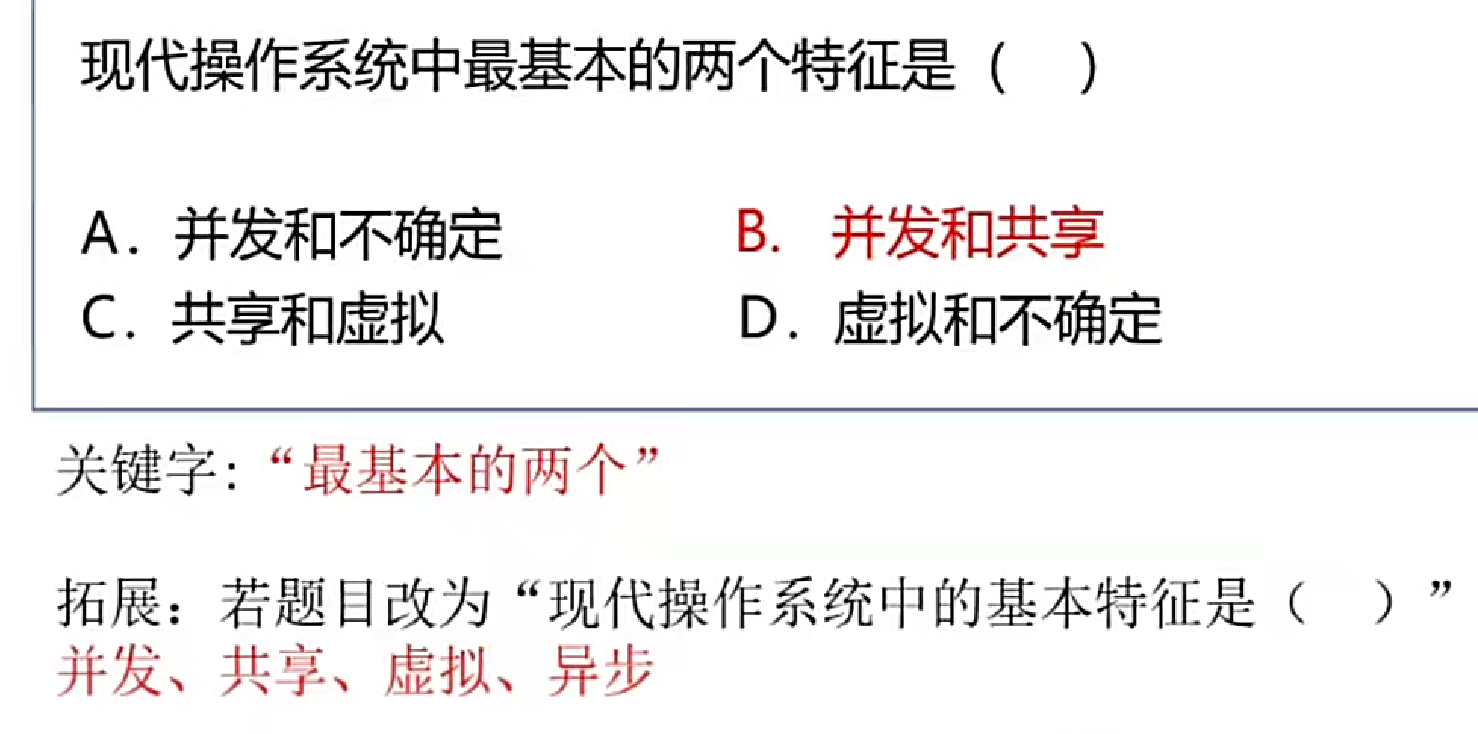 现代操作系统中最基本的两个特征是（ ）
A．并发和不确定
B. 并发和共享
C．共享和虚拟
D．虚拟和不确定
关键字：“最基本的两个”
拓展：若题目改为“现代操作系统中的基本特征是（ ）”
并发、共享、虚拟、异步